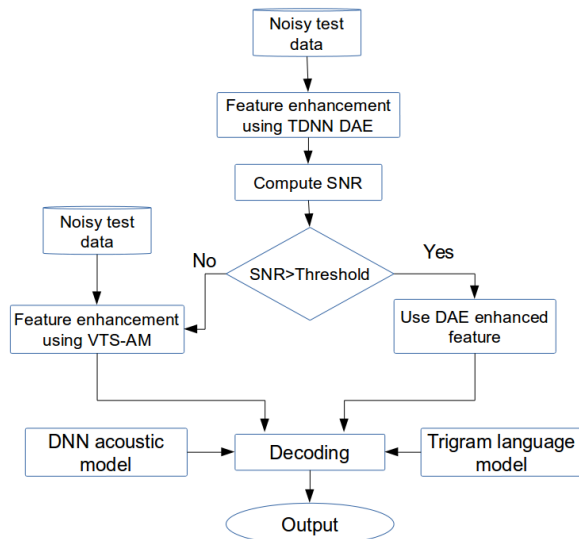 Noisy test
data
Feature enhancement
using TDNN DAE
Compute SNR
Noisy test
data
No
SNR>Threshold
Yes
Feature enhancement
using VTS-AM
Use DAE enhanced
feature
DNN acoustic
model
Decoding
Trigram language
model
Output